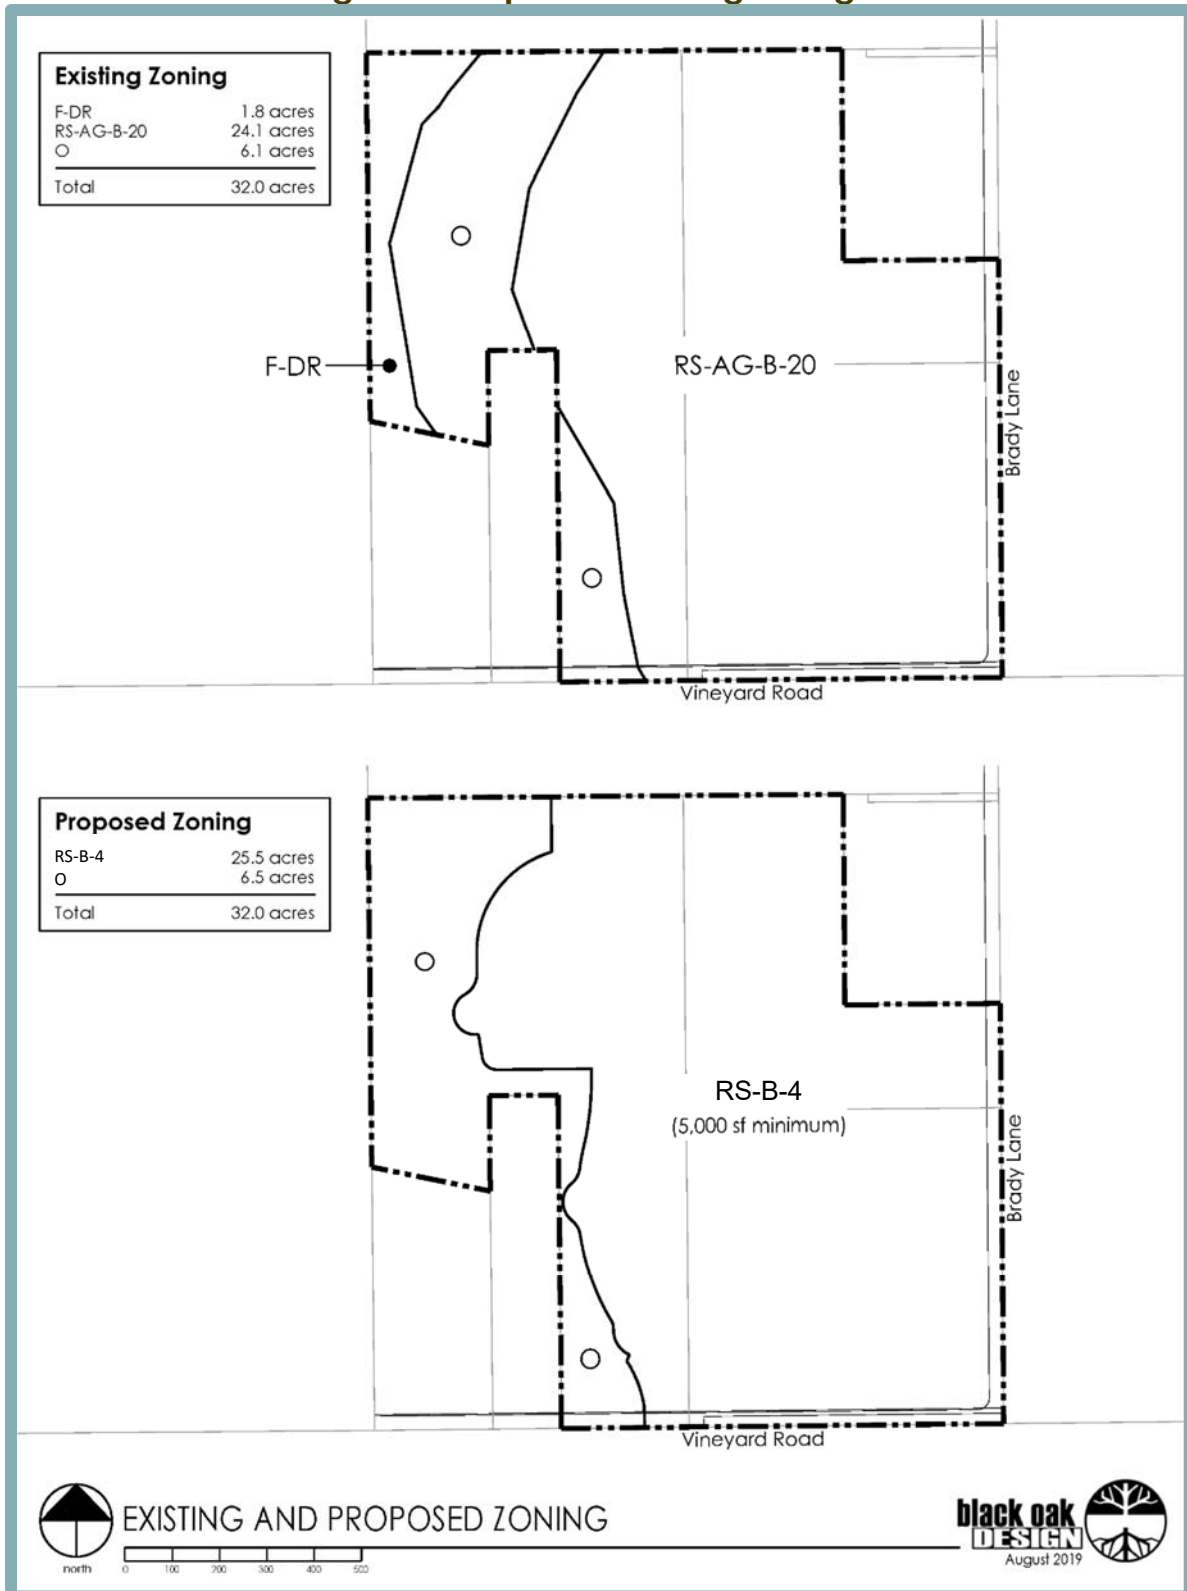 Existing Zoning
F-DR 1.8 acres
RS-AG-B-20 24.1 acres
O 6.1 acres
Total 32.0 acres
O
F-DR
RS-AG-B-20
Brady Lane
O
Vineyard Road
Proposed Zoning
RS-B-4 25.5 acres
O 6.5 acres
Total 32.0 acres
O
RS-B-4
(5,000 sf minimum)
Brady Lane
O
Vineyard Road
EXISTING AND PROPOSED ZONING
north
0 100 200 300 400 500
black oak
DESIGN
August 2019